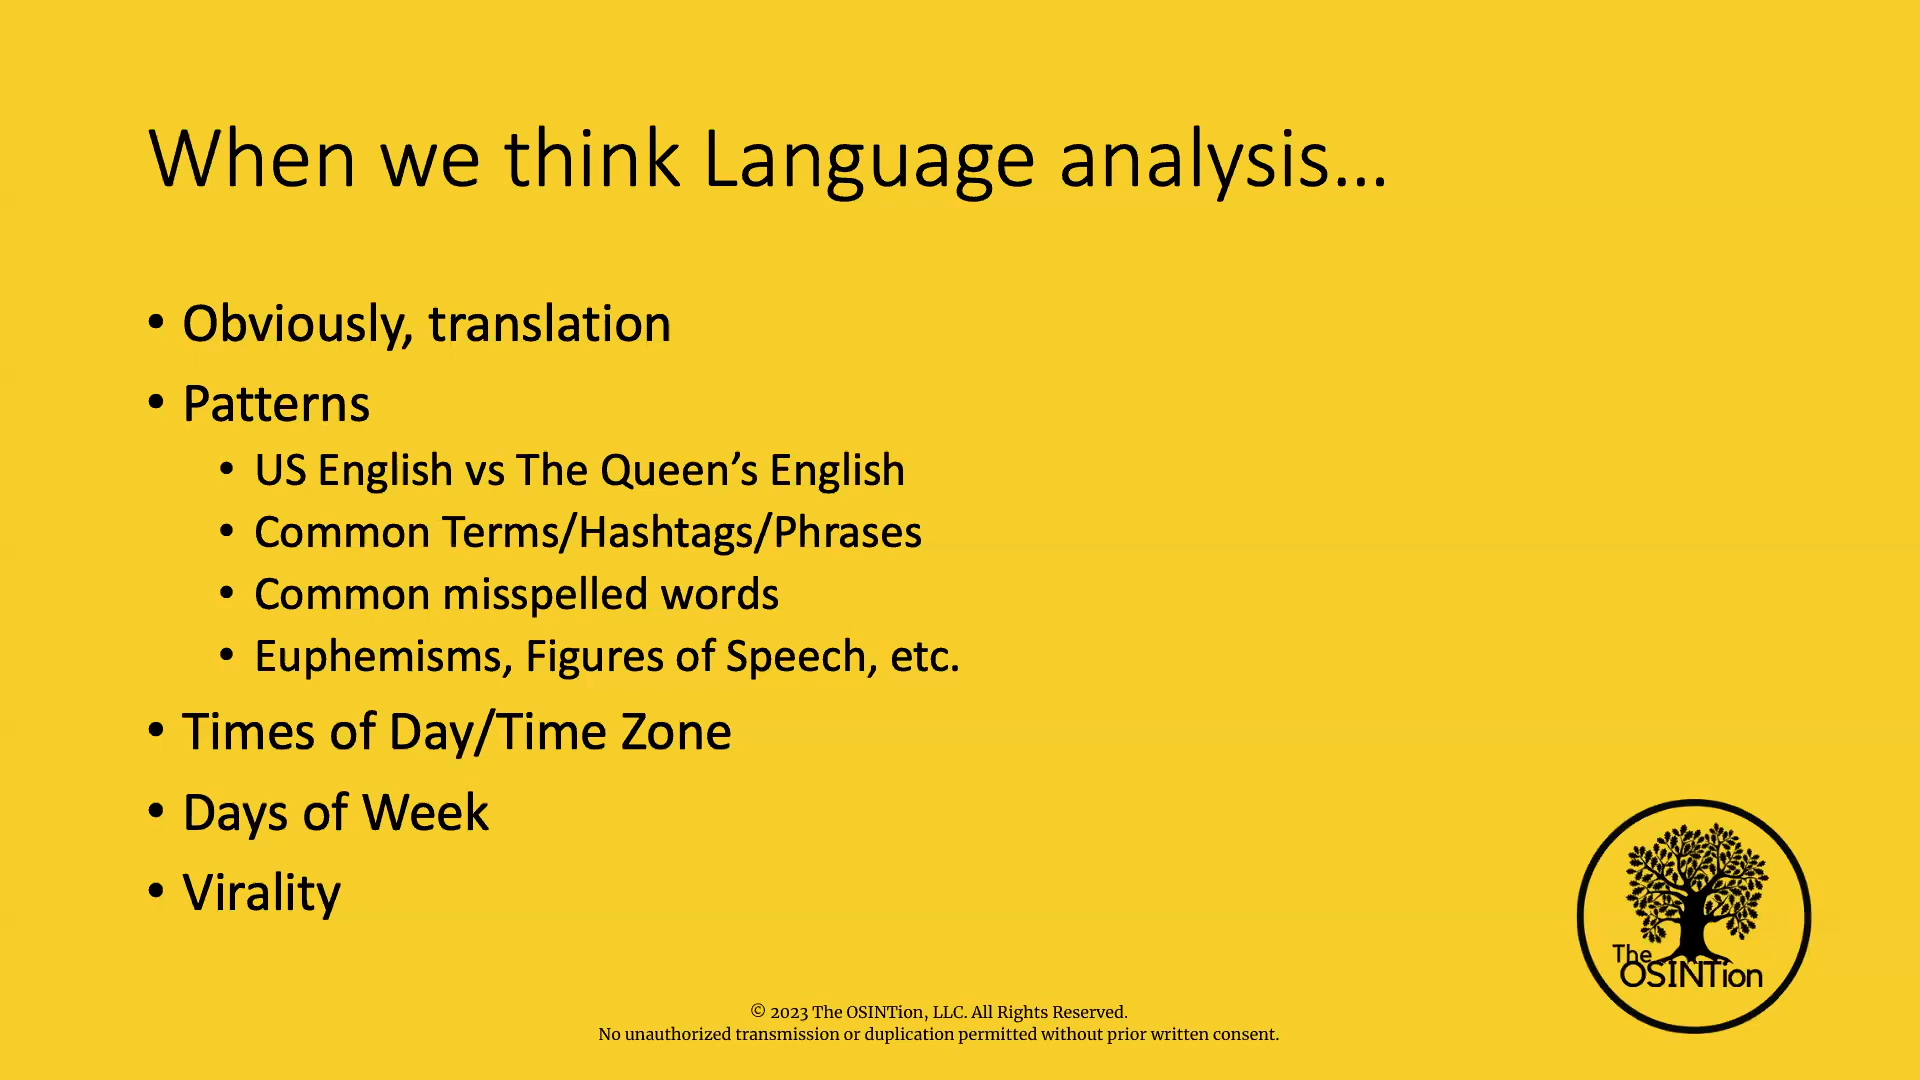 When we think Language analysis...
• Obviously, translation
• Patterns
• US English vs The Queen’s English
• Common Terms/Hashtags/Phrases
• Common misspelled words
• Euphemisms, Figures of Speech, etc.
• Times of Day/Time Zone
• Days of Week
• Virality
The
OSINTion
© 2023 The OSINTion, LLC. All Rights Reserved.
No unauthorized transmission or duplication permitted without prior written consent.